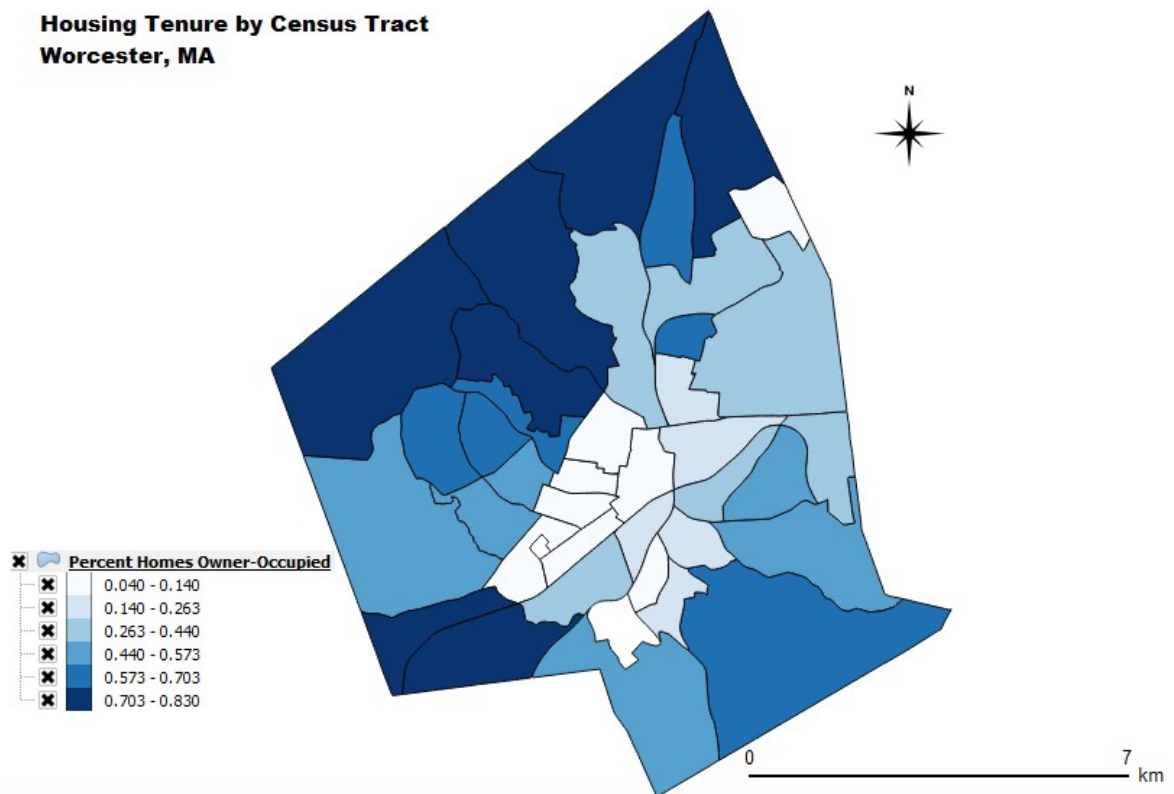 Housing Tenure by Census Tract
Worcester, MA
N
Percent Homes Owner-Occupied
0.040 - 0.140
0.140 - 0.263
0.263 - 0.440
0.440 - 0.573
0.573 - 0.703
0.703 - 0.830
0 7
km